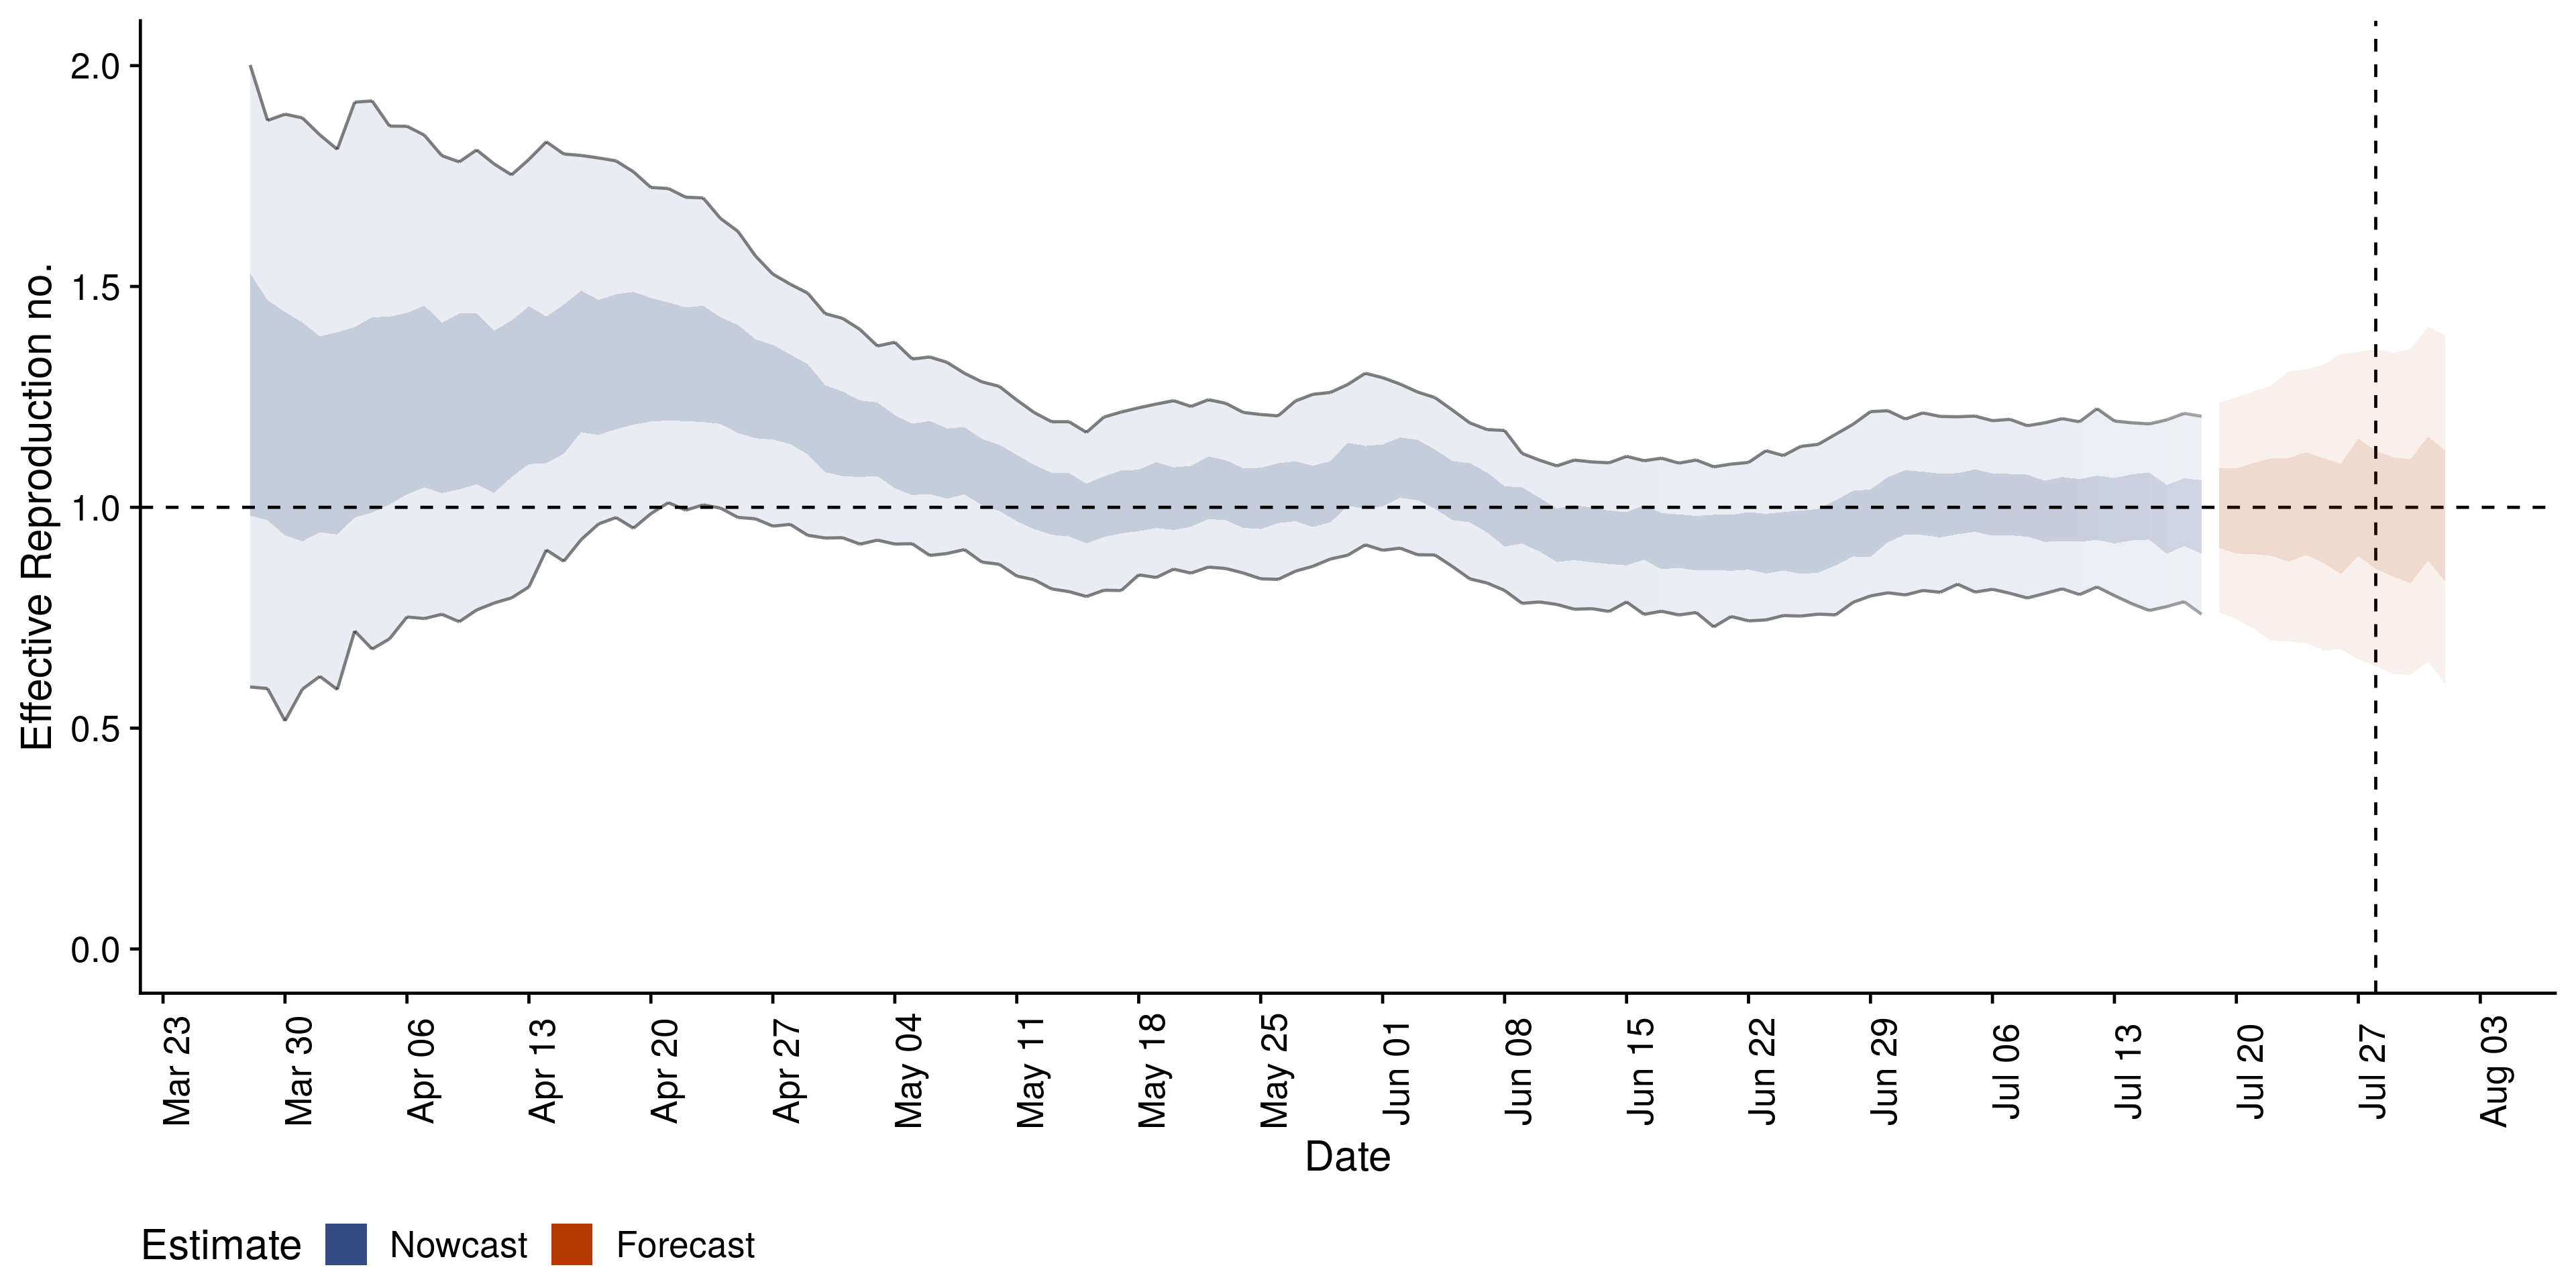 Effective Reproduction no.
2.0
1.5
1.0
0.5
0.0
Mar 23
Mar 30
Apr 06
Apr 13
Apr 20
Apr 27
May 04
May 11
May 18
May 25
Jun 01
Jun 08
Jun 15
Jun 22
Jun 29
Jul 06
Jul 13
Jul 20
Jul 27
Aug 03
Date
Estimate Nowcast Forecast